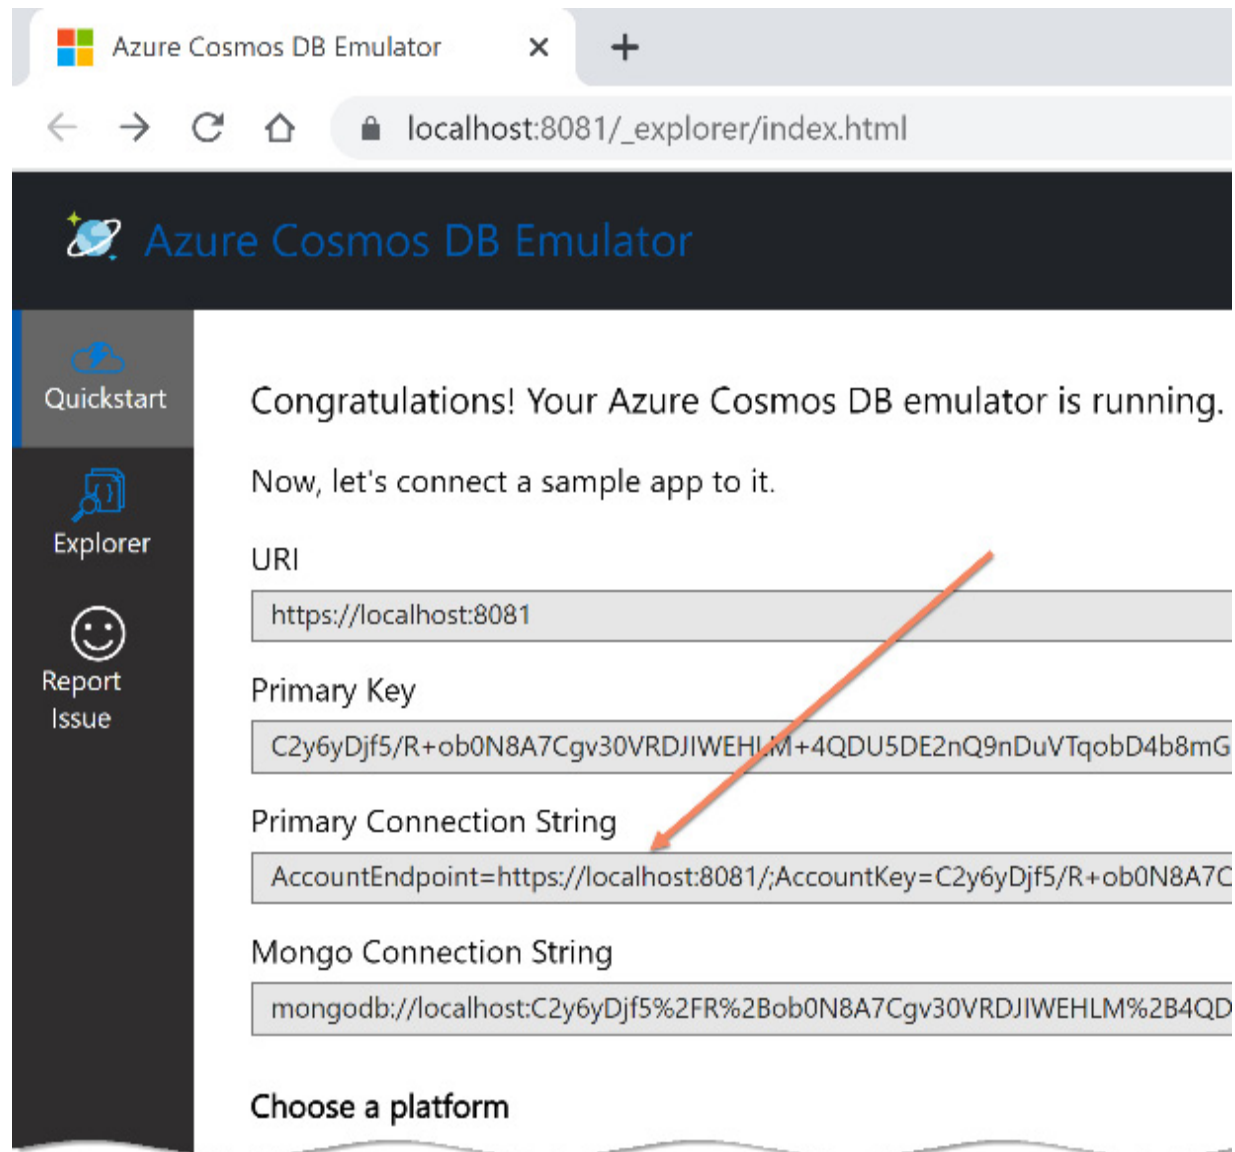 Azure Cosmos DB Emulator
localhost:8081/_explorer/index.html
Azure Cosmos DB Emulator
Quickstart
Explorer
Report
Issue
Congratulations! Your Azure Cosmos DB emulator is running.
Now, let's connect a sample app to it.
URI
https://localhost:8081
Primary Key
C2y6yDjf5/R+ob0N8A7Cgv30VRDJIWEHLM+4QDU5DE2nQ9nDuVTqobD4b8mG
Primary Connection String
AccountEndpoint=https://localhost:8081/;AccountKey=C2y6yDjf5/R+ob0N8A7C
Mongo Connection String
mongodb://localhost:C2y6yDjf5%2FR%2Bob0N8A7Cgv30VRDJIWEHLM%2B4QD
Choose a platform